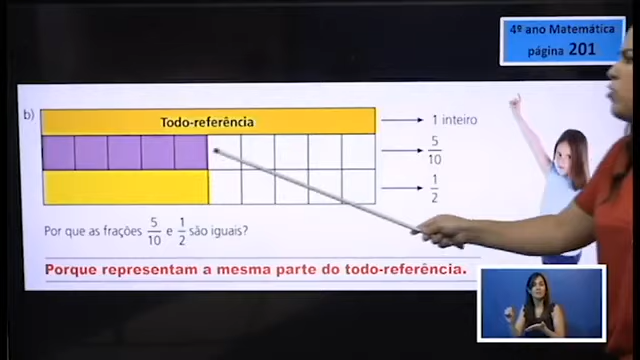 4º ano Matemática
página 201
b)
Todo-referência
1 inteiro
5
10
1
2
Por que as frações 5/10 e 1/2 são iguais?
Porque representam a mesma parte do todo-referência.